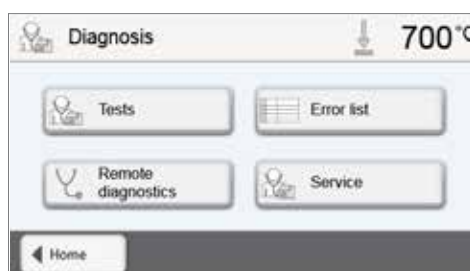 Diagnosis
700°C
Tests
Error list
Remote
diagnostics
Service
Home